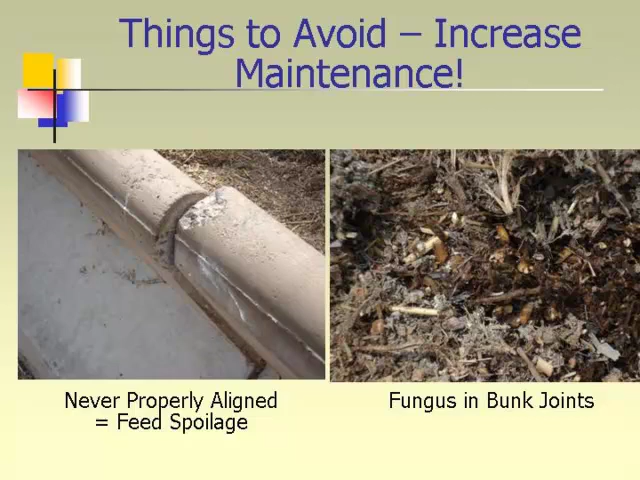 Things to Avoid – Increase
Maintenance!
Never Properly Aligned
= Feed Spoilage
Fungus in Bunk Joints